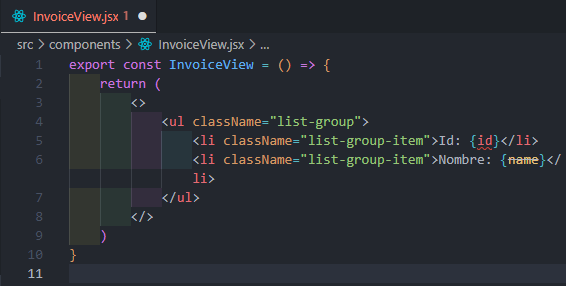 InvoiceView.jsx 1
src > components > InvoiceView.jsx > ...
1 export const InvoiceView = () => {
2 return (
3 <>
4 <ul className="list-group">
5 <li className="list-group-item">Id: {id}</li>
6 <li className="list-group-item">Nombre: {name}</
li>
7 </ul>
8 </>
9 )
10 }
11